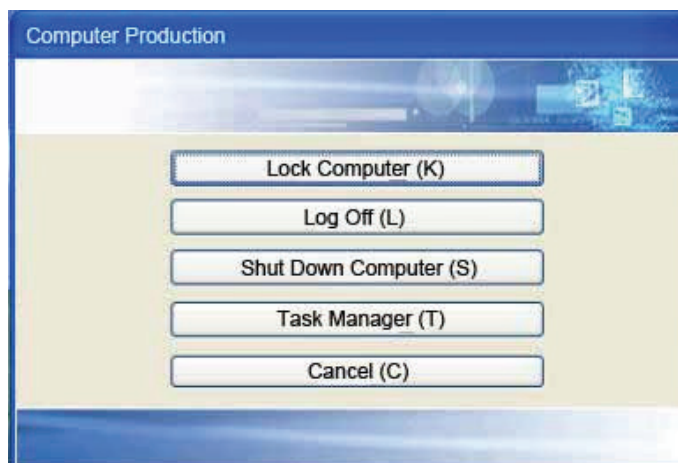 Computer Production
Lock Computer (K)
Log Off (L)
Shut Down Computer (S)
Task Manager (T)
Cancel (C)